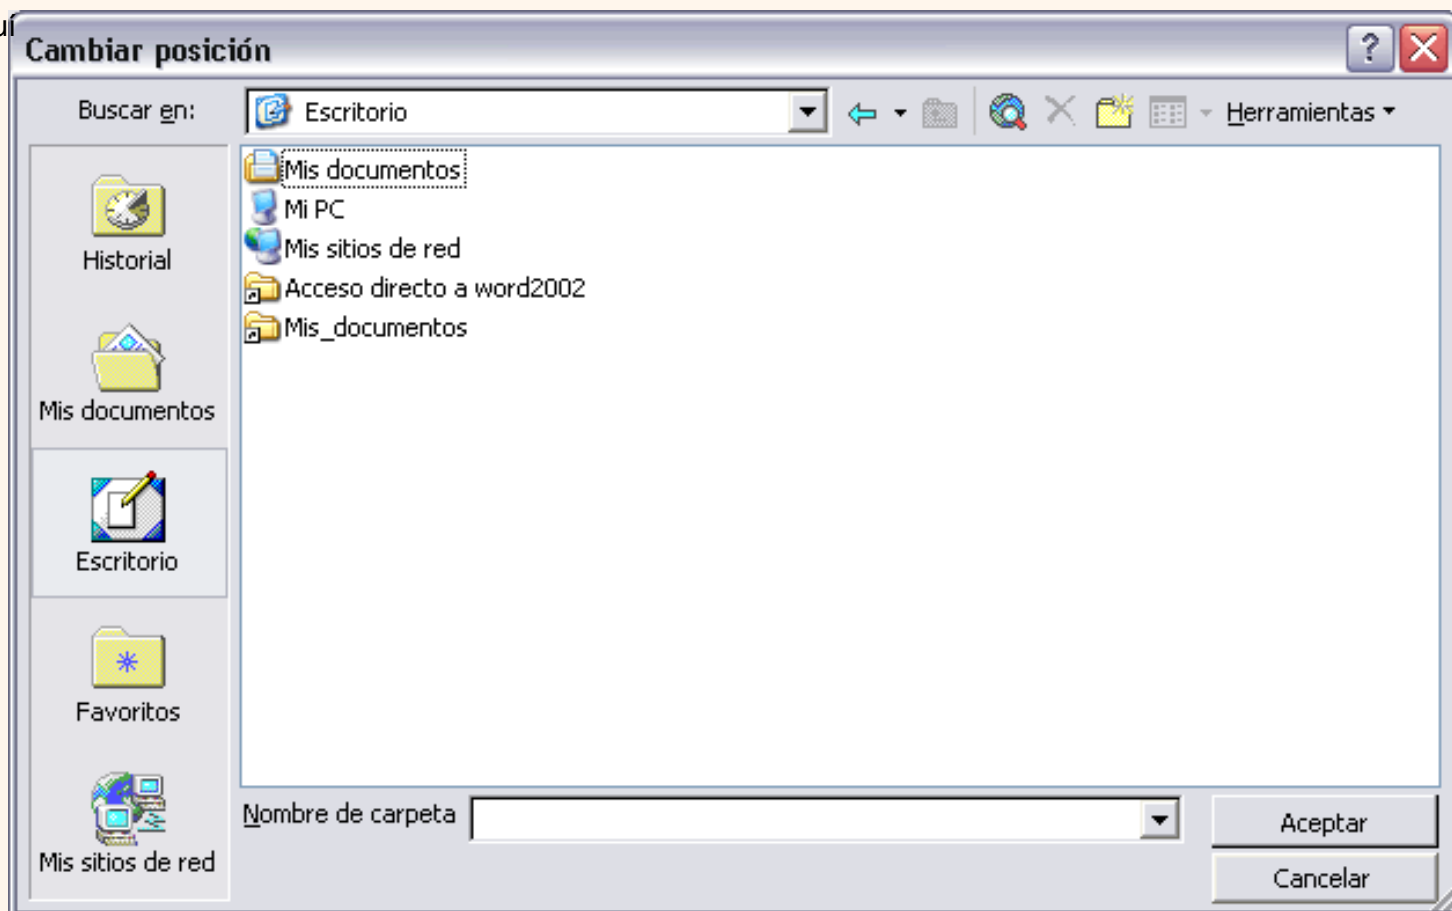 uí
Cambiar posición
Buscar en:
Escritorio
Herramientas
Historial
Mis documentos
Escritorio
Favoritos
Mis sitios de red
Mis documentos
Mi PC
Mis sitios de red
Acceso directo a word2002
Mis_documentos
Nombre de carpeta
Aceptar
Cancelar